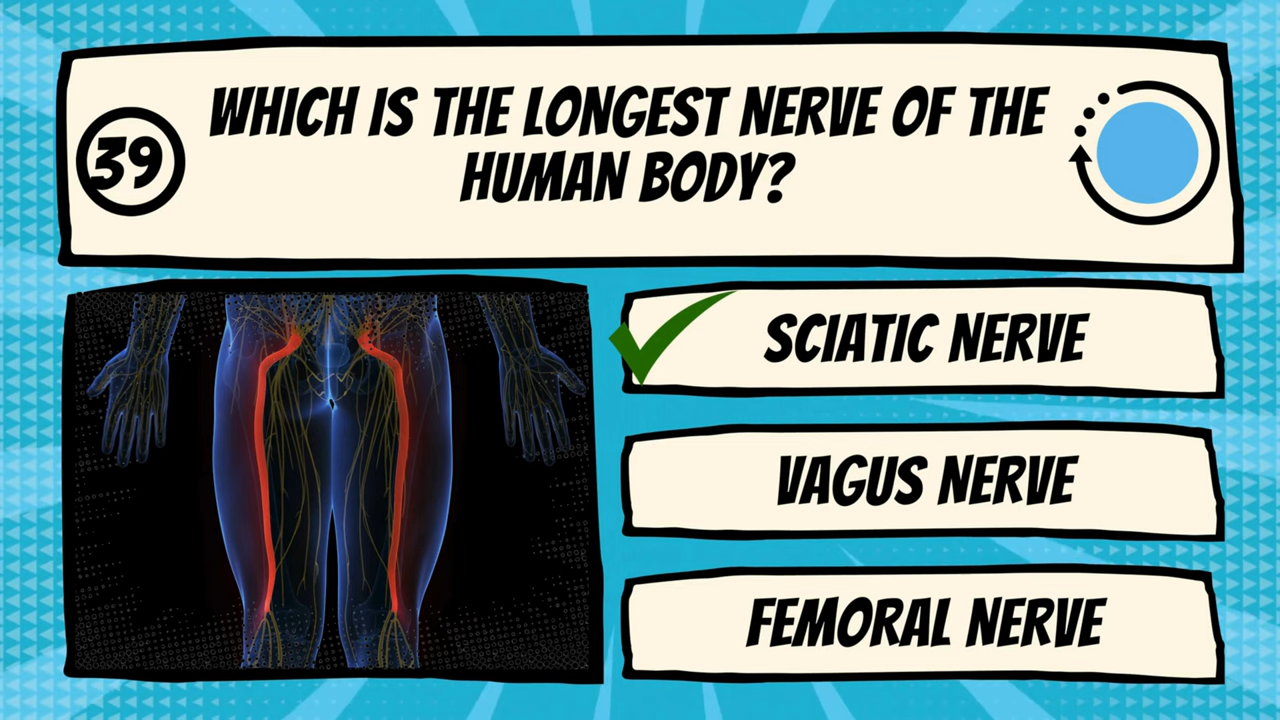 39
WHICH IS THE LONGEST NERVE OF THE
HUMAN BODY?
SCIATIC NERVE
VAGUS NERVE
FEMORAL NERVE